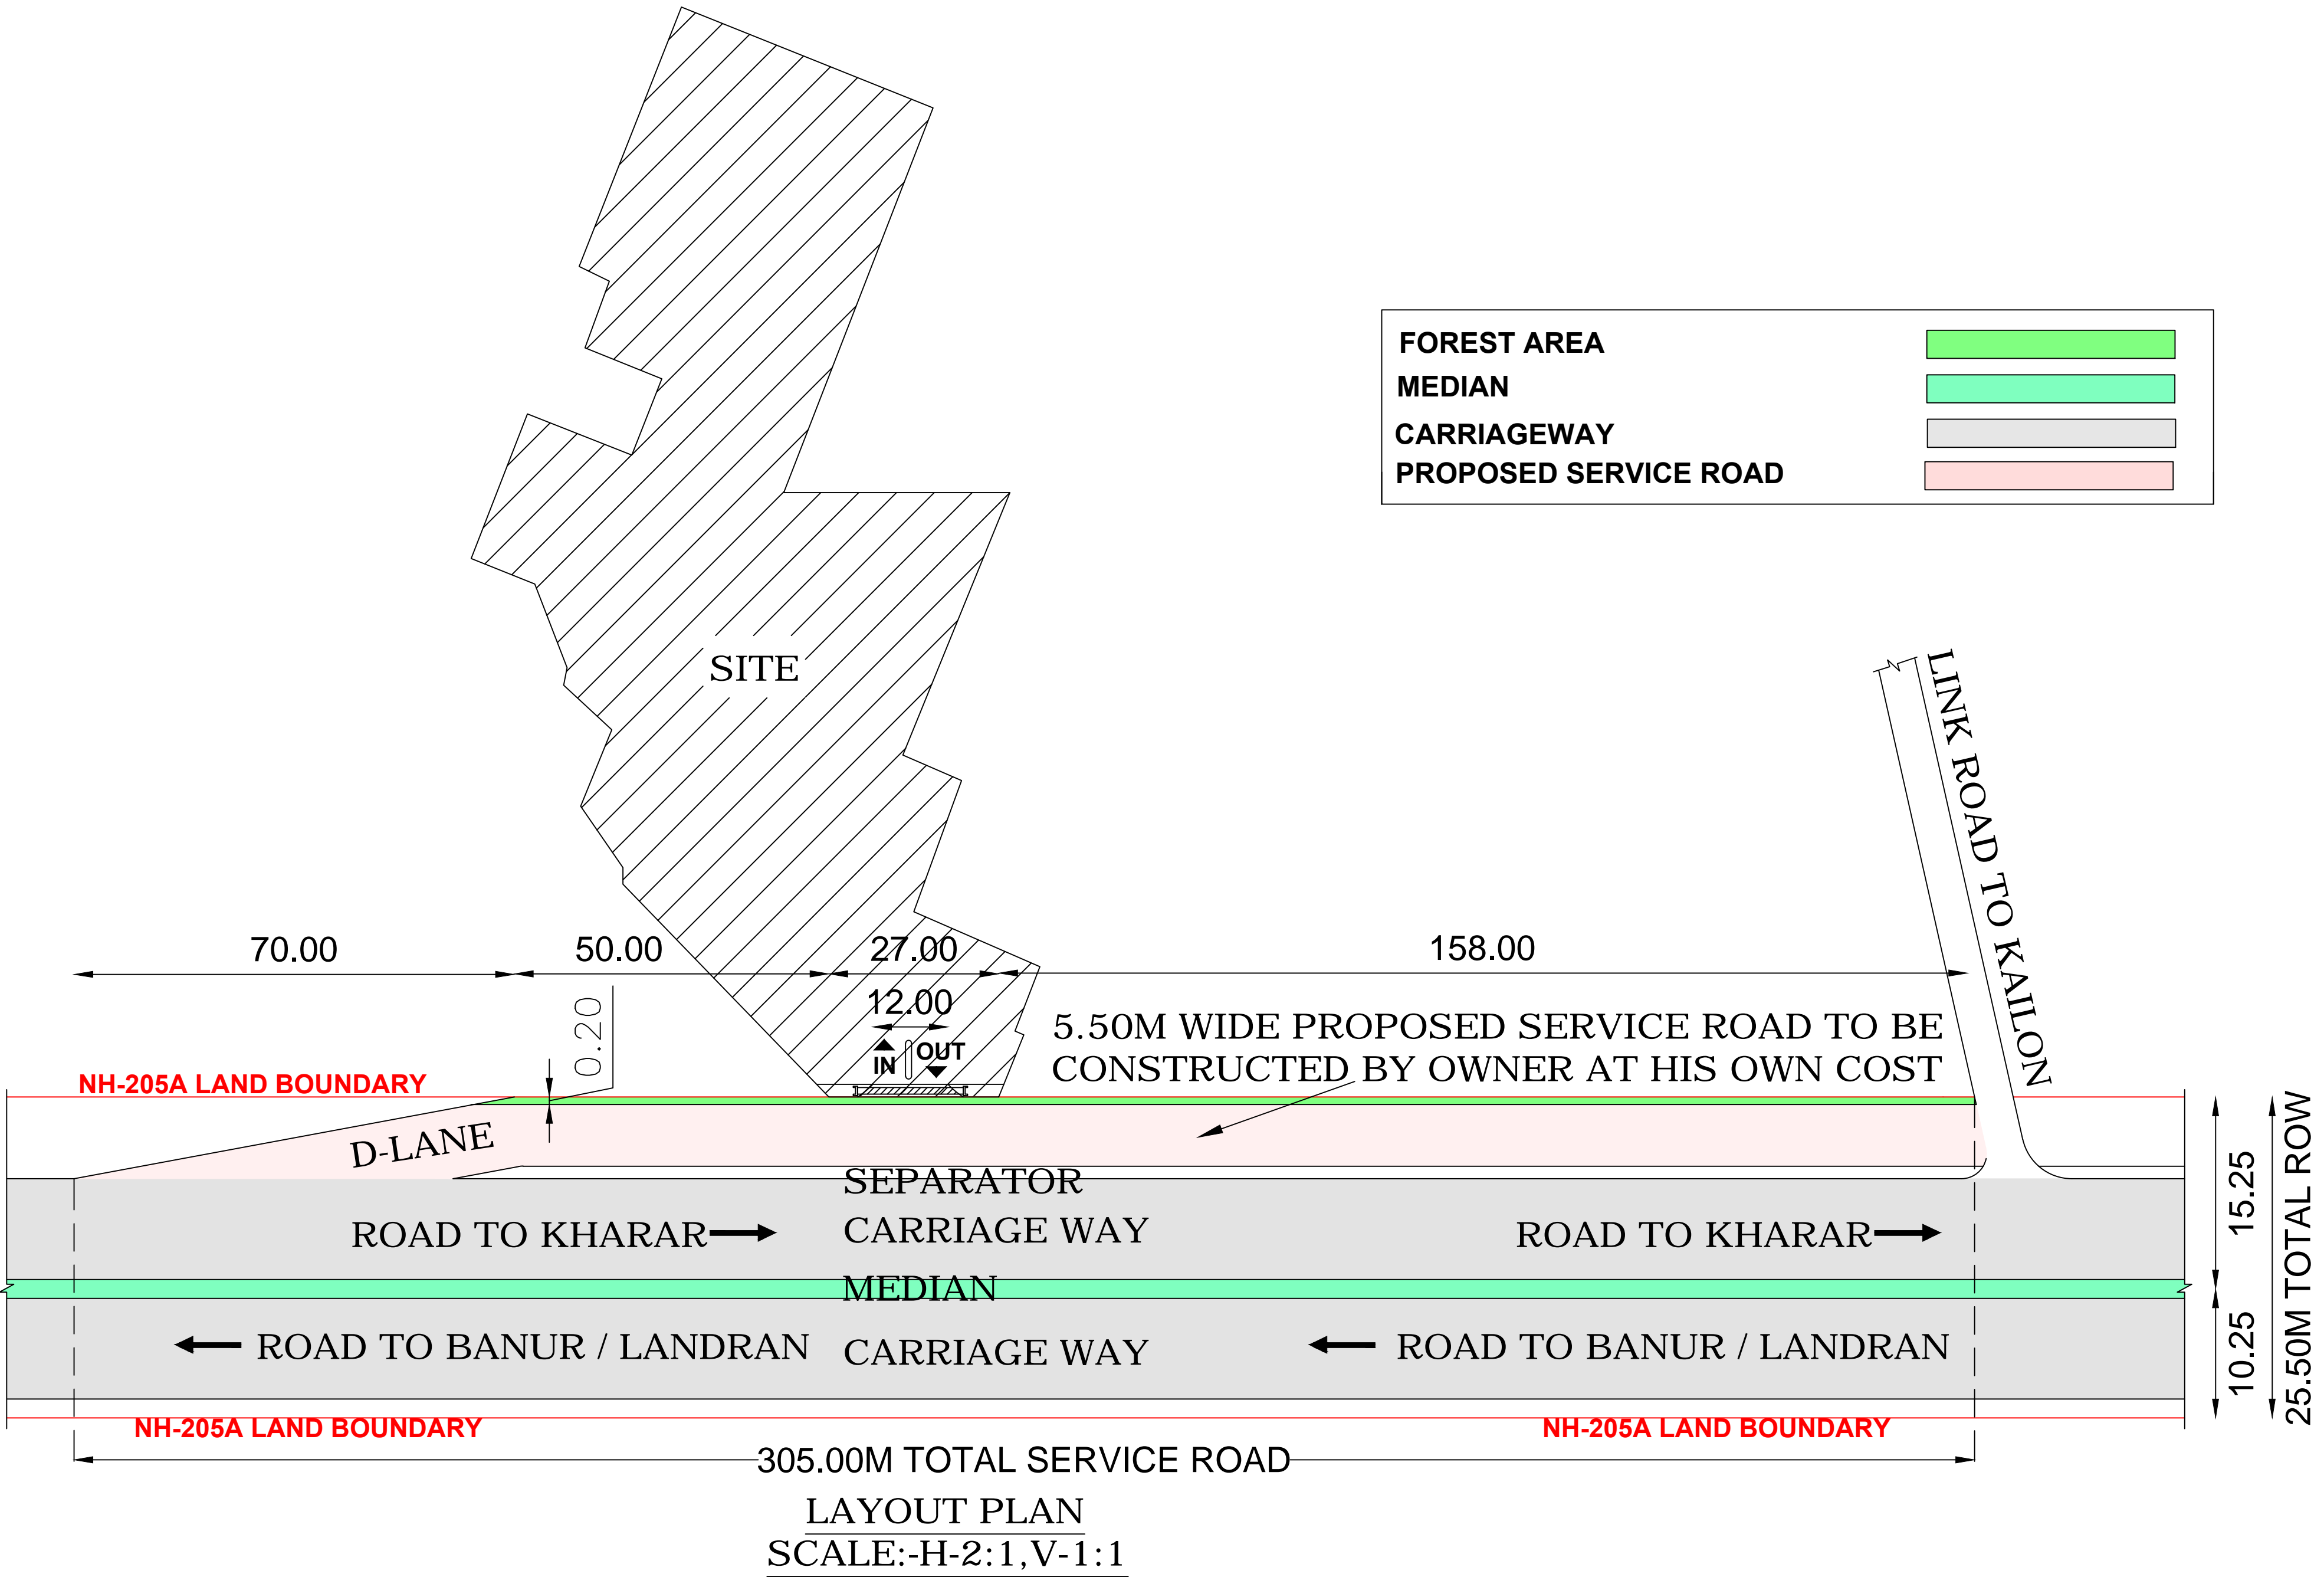 FOREST AREA
MEDIAN
CARRIAGEWAY
PROPOSED SERVICE ROAD
SITE
LINK ROAD TO KAILON
70.00
50.00
27.00
158.00
12.00
0.20
IN
OUT
5.50M WIDE PROPOSED SERVICE ROAD TO BE
CONSTRUCTED BY OWNER AT HIS OWN COST
NH-205A LAND BOUNDARY
D-LANE
SEPARATOR
ROAD TO KHARAR
CARRIAGE WAY
ROAD TO KHARAR
MEDIAN
ROAD TO BANUR / LANDRAN
CARRIAGE WAY
ROAD TO BANUR / LANDRAN
15.25
10.25
25.50M TOTAL ROW
NH-205A LAND BOUNDARY
NH-205A LAND BOUNDARY
305.00M TOTAL SERVICE ROAD
LAYOUT PLAN
SCALE:-H-2:1,V-1:1